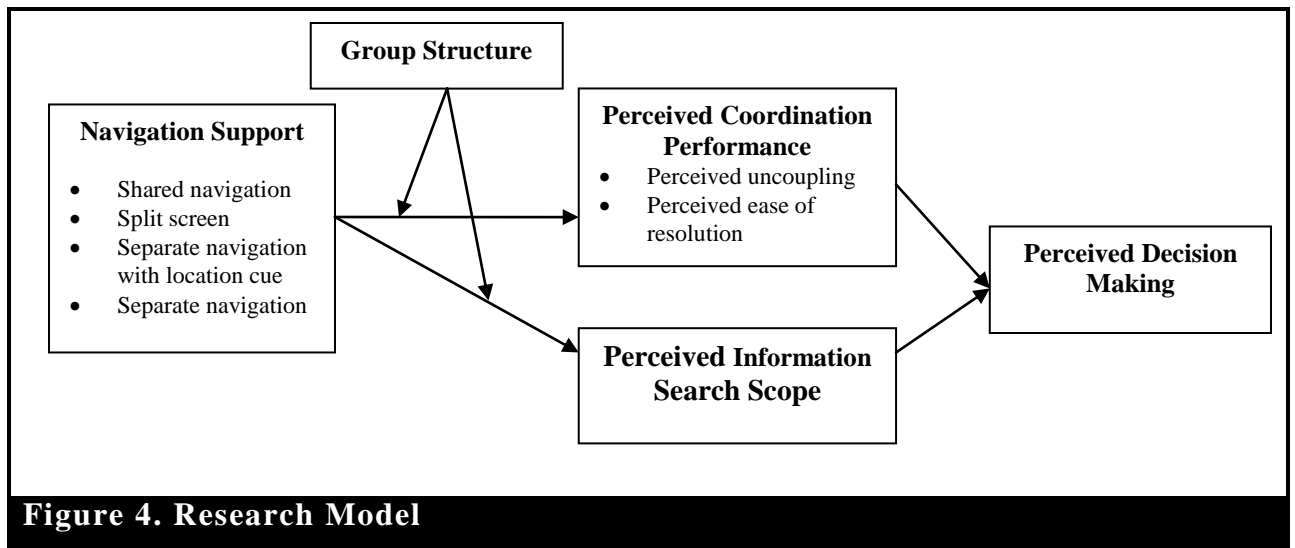 Group Structure
Navigation Support
• Shared navigation
• Split screen
• Separate navigation
with location cue
• Separate navigation
Perceived Coordination
Performance
• Perceived uncoupling
• Perceived ease of
resolution
Perceived Information
Search Scope
Perceived Decision
Making
Figure 4. Research Model